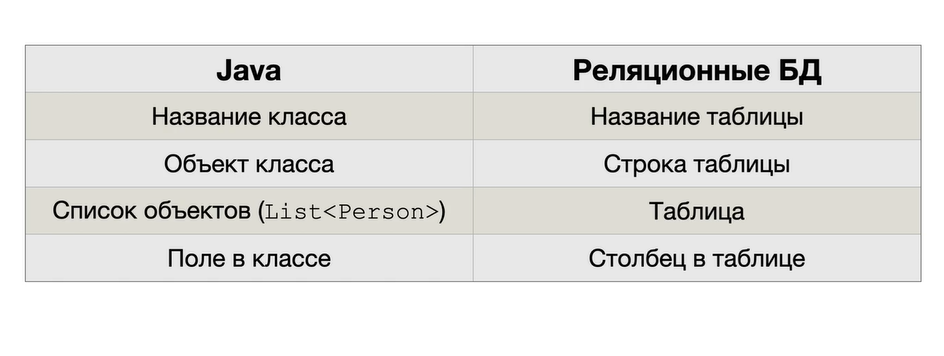 Java Реляционные БД
Название класса Название таблицы
Объект класса Строка таблицы
Список объектов (List<Person>) Таблица
Поле в классе Столбец в таблице